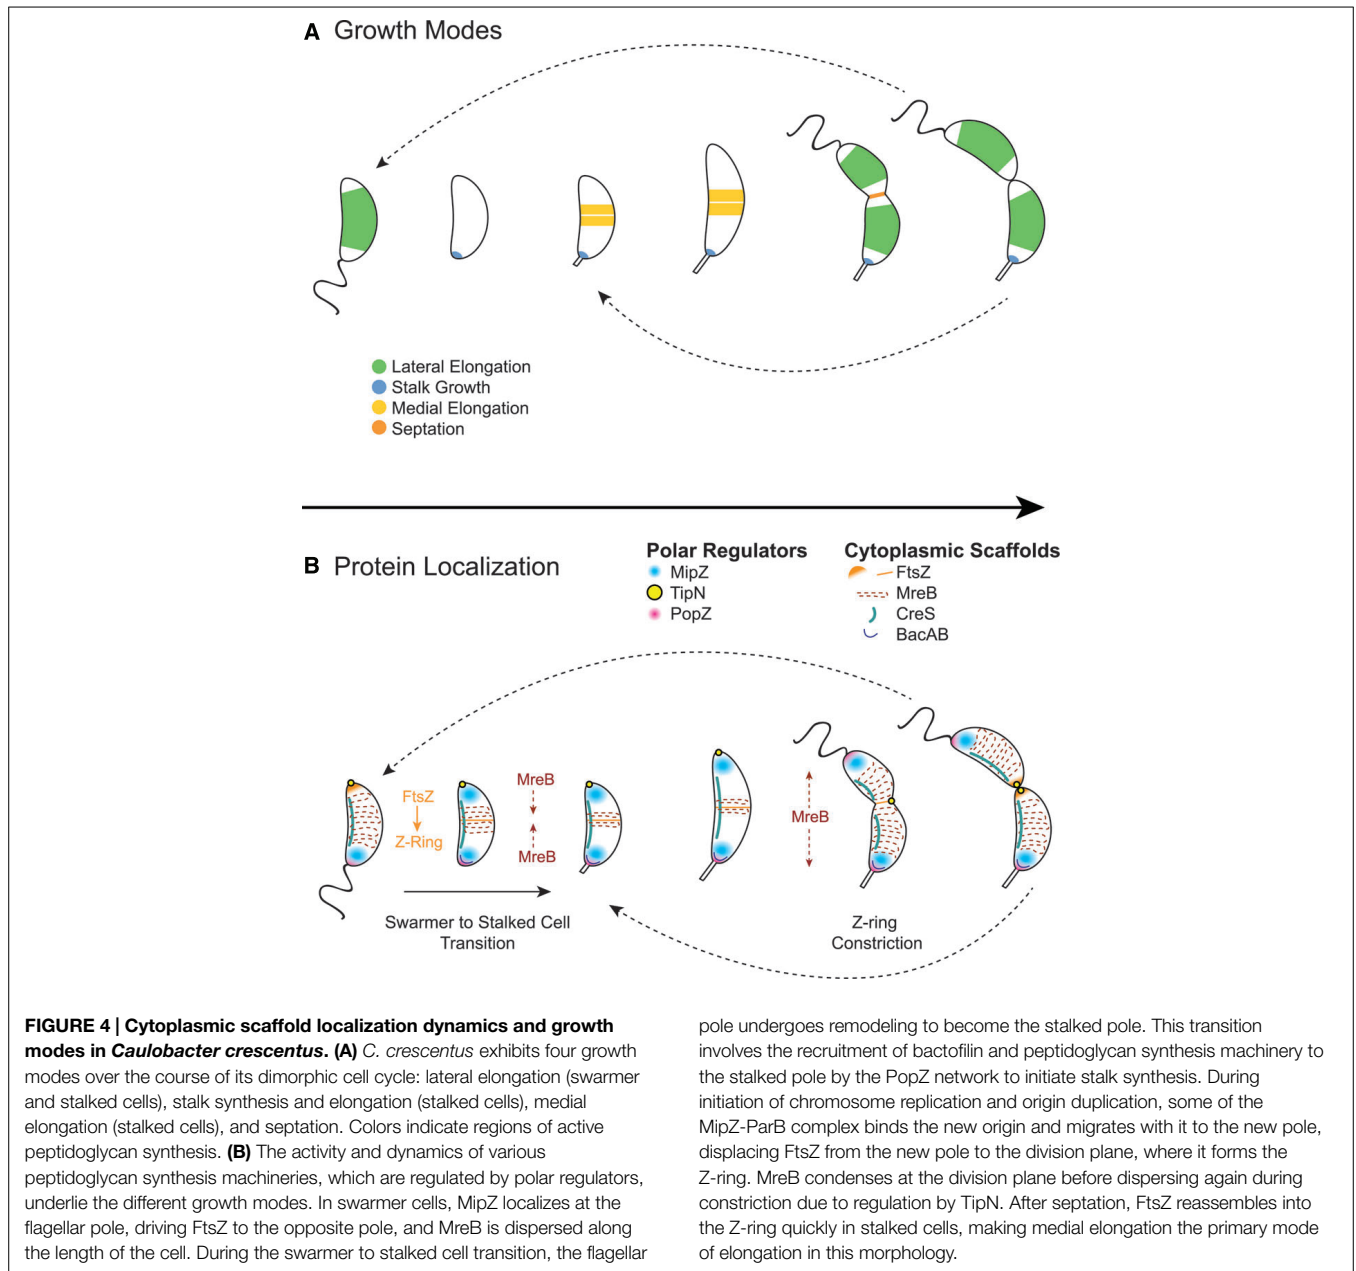 A Growth Modes
Lateral Elongation
Stalk Growth
Medial Elongation
Septation
B Protein Localization
Polar Regulators
MipZ
TipN
PopZ
Cytoplasmic Scaffolds
FtsZ
MreB
CreS
BacAB
FtsZ
Z-Ring
MreB
MreB
MreB
Swarmer to Stalked Cell
Transition
Z-ring
Constriction
FIGURE 4 | Cytoplasmic scaffold localization dynamics and growth
modes in Caulobacter crescentus. (A) C. crescentus exhibits four growth
modes over the course of its dimorphic cell cycle: lateral elongation (swarmer
and stalked cells), stalk synthesis and elongation (stalked cells), medial
elongation (stalked cells), and septation. Colors indicate regions of active
peptidoglycan synthesis. (B) The activity and dynamics of various
peptidoglycan synthesis machineries, which are regulated by polar regulators,
underlie the different growth modes. In swarmer cells, MipZ localizes at the
flagellar pole, driving FtsZ to the opposite pole, and MreB is dispersed along
the length of the cell. During the swarmer to stalked cell transition, the flagellar
pole undergoes remodeling to become the stalked pole. This transition
involves the recruitment of bactofilin and peptidoglycan synthesis machinery to
the stalked pole by the PopZ network to initiate stalk synthesis. During
initiation of chromosome replication and origin duplication, some of the
MipZ-ParB complex binds the new origin and migrates with it to the new pole,
displacing FtsZ from the new pole to the division plane, where it forms the
Z-ring. MreB condenses at the division plane before dispersing again during
constriction due to regulation by TipN. After septation, FtsZ reassembles into
the Z-ring quickly in stalked cells, making medial elongation the primary mode
of elongation in this morphology.